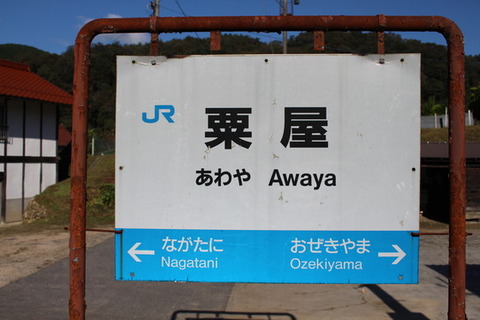 JR
粟屋
あわや Awaya
← ながたに おぜきやま →
Nagatani Ozekiyama